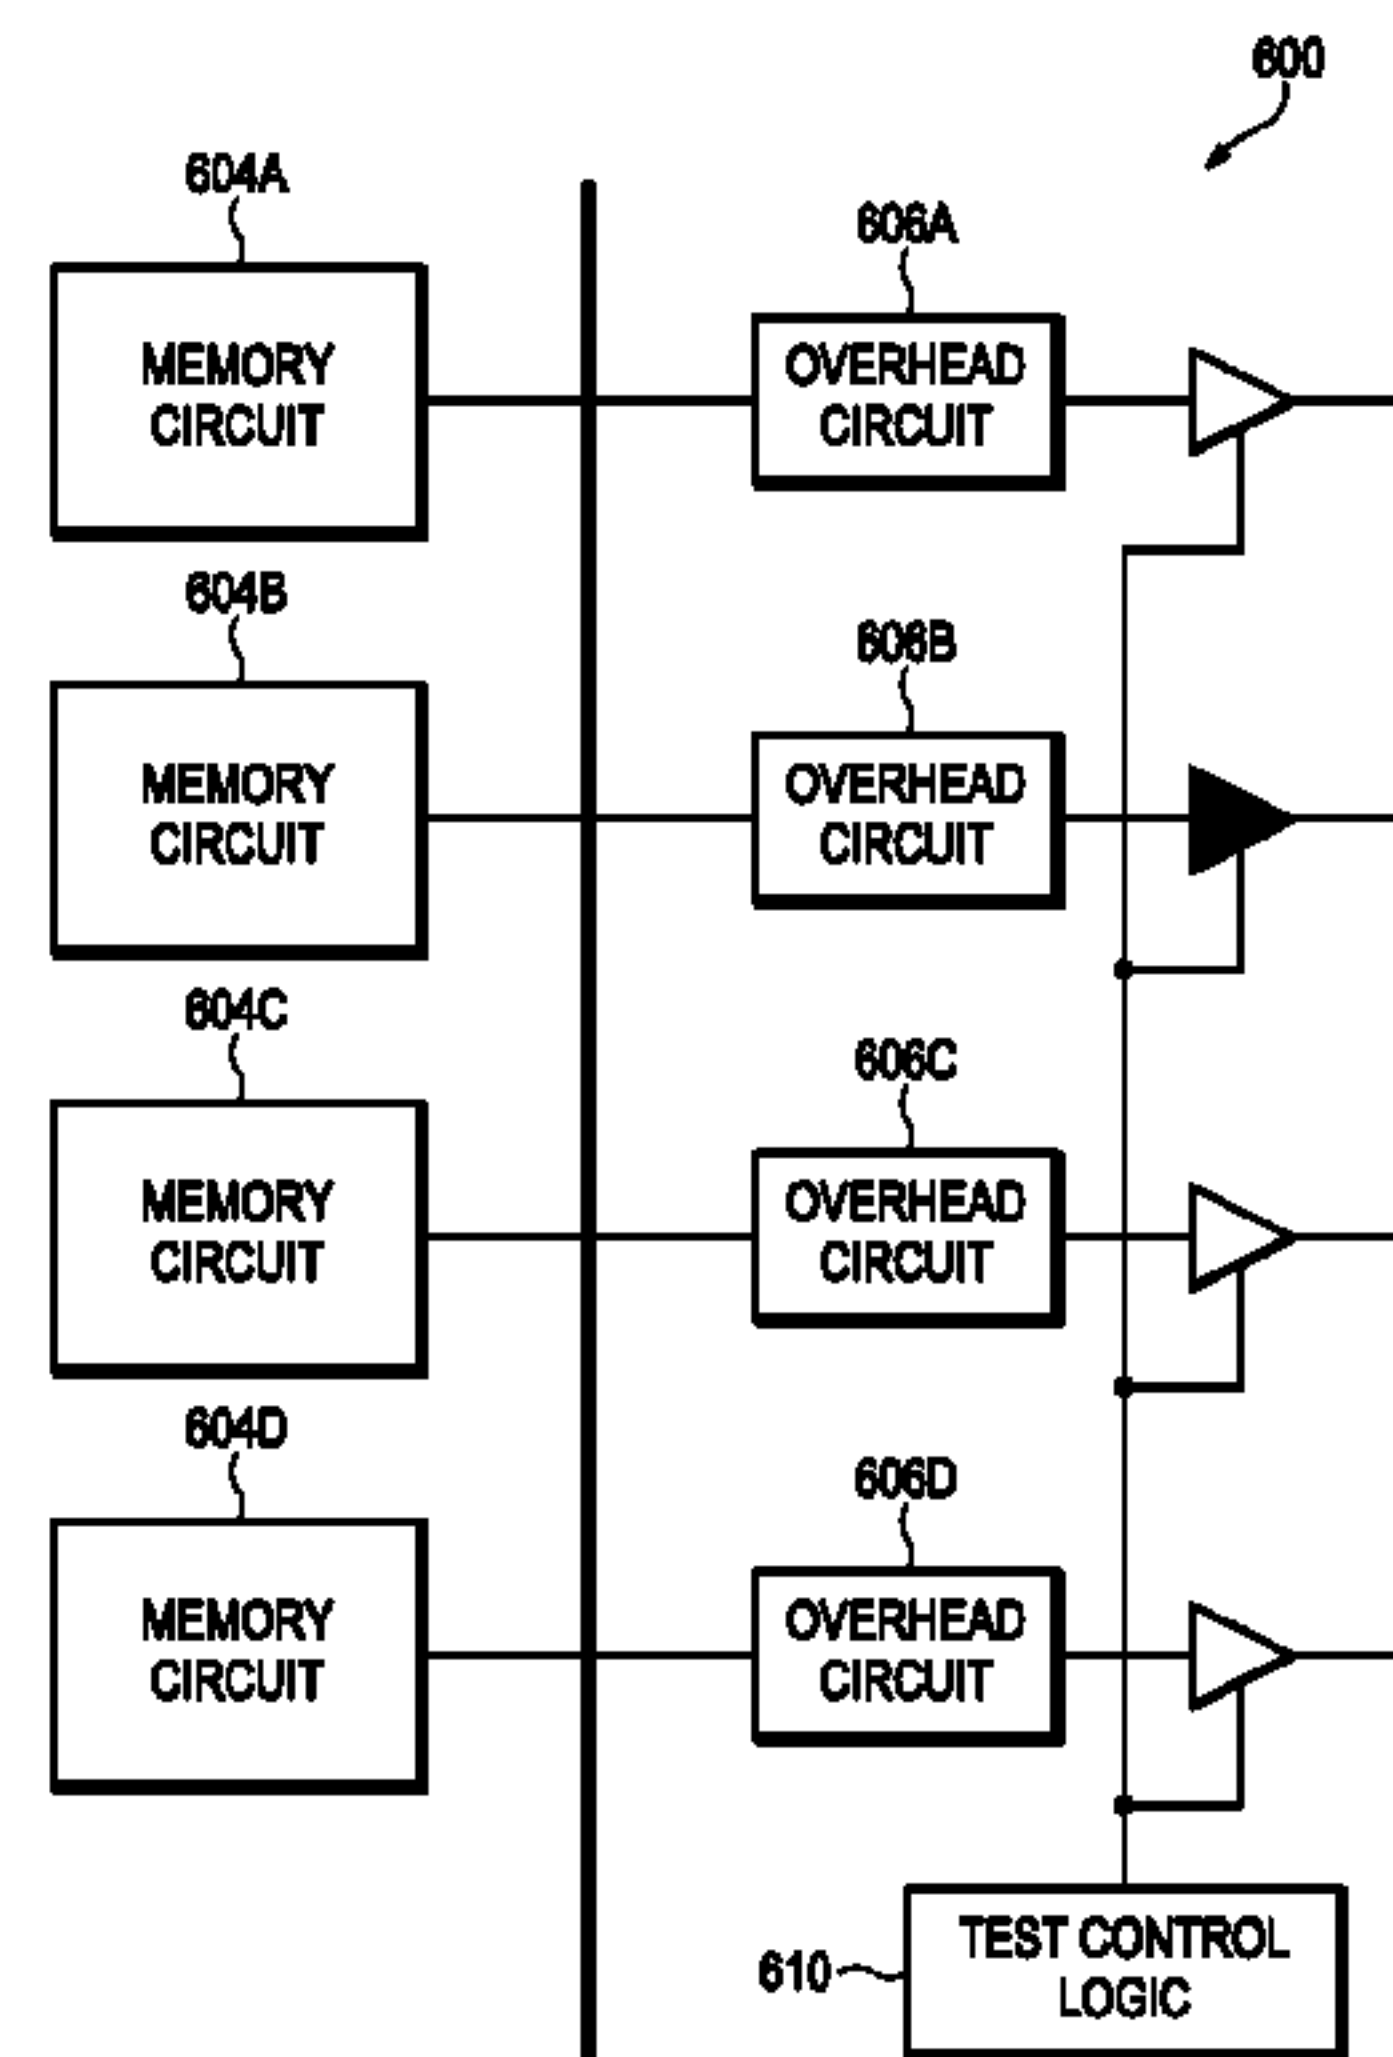 600
604A
606A
MEMORY
CIRCUIT
OVERHEAD
CIRCUIT
604B
606B
MEMORY
CIRCUIT
OVERHEAD
CIRCUIT
604C
606C
MEMORY
CIRCUIT
OVERHEAD
CIRCUIT
604D
606D
MEMORY
CIRCUIT
OVERHEAD
CIRCUIT
610
TEST CONTROL
LOGIC